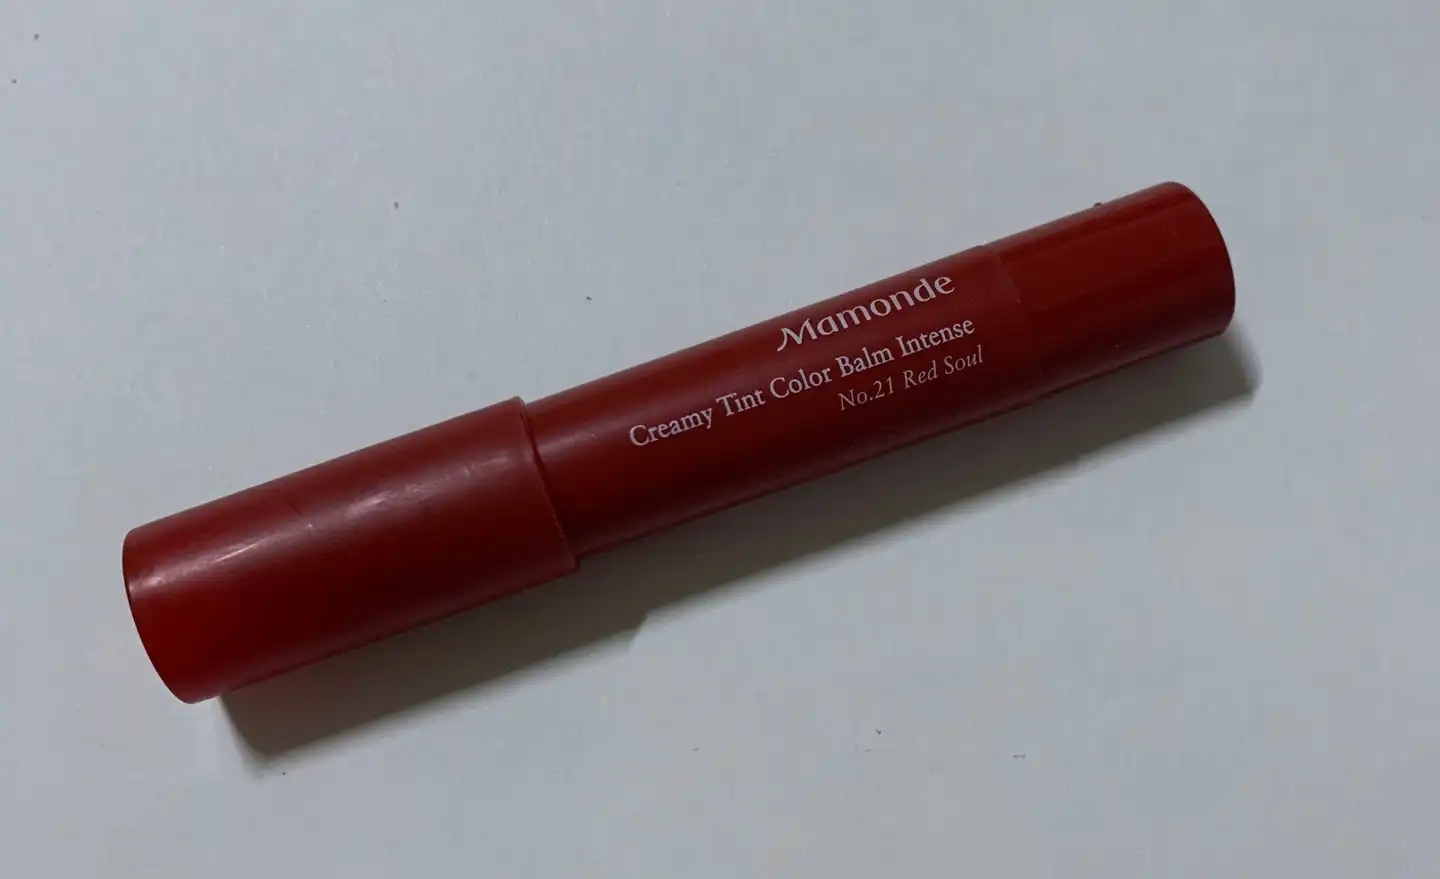 Mamonde
Creamy Tint Color Balm Intense
No.21 Red Soul